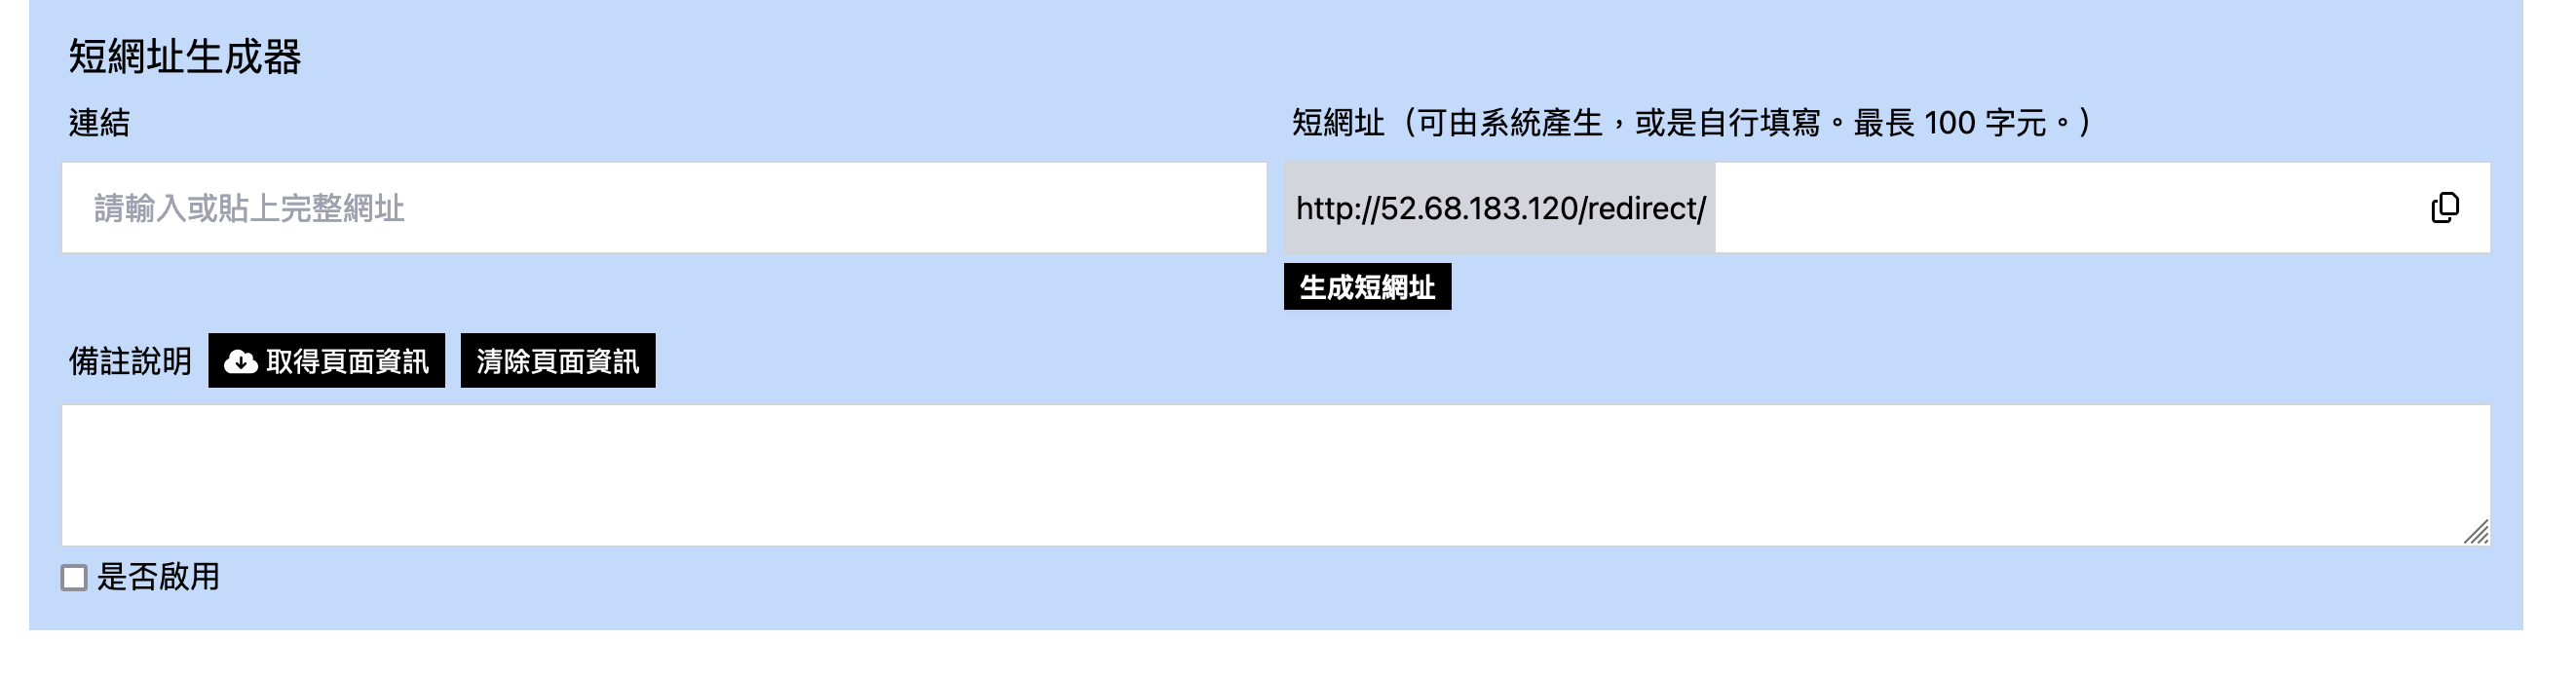 短網址生成器
連結
短網址（可由系統產生，或是自行填寫。最長 100 字元。）
請輸入或貼上完整網址
http://52.68.183.120/redirect/
生成短網址
備註說明 取得頁面資訊 清除頁面資訊
是否啟用